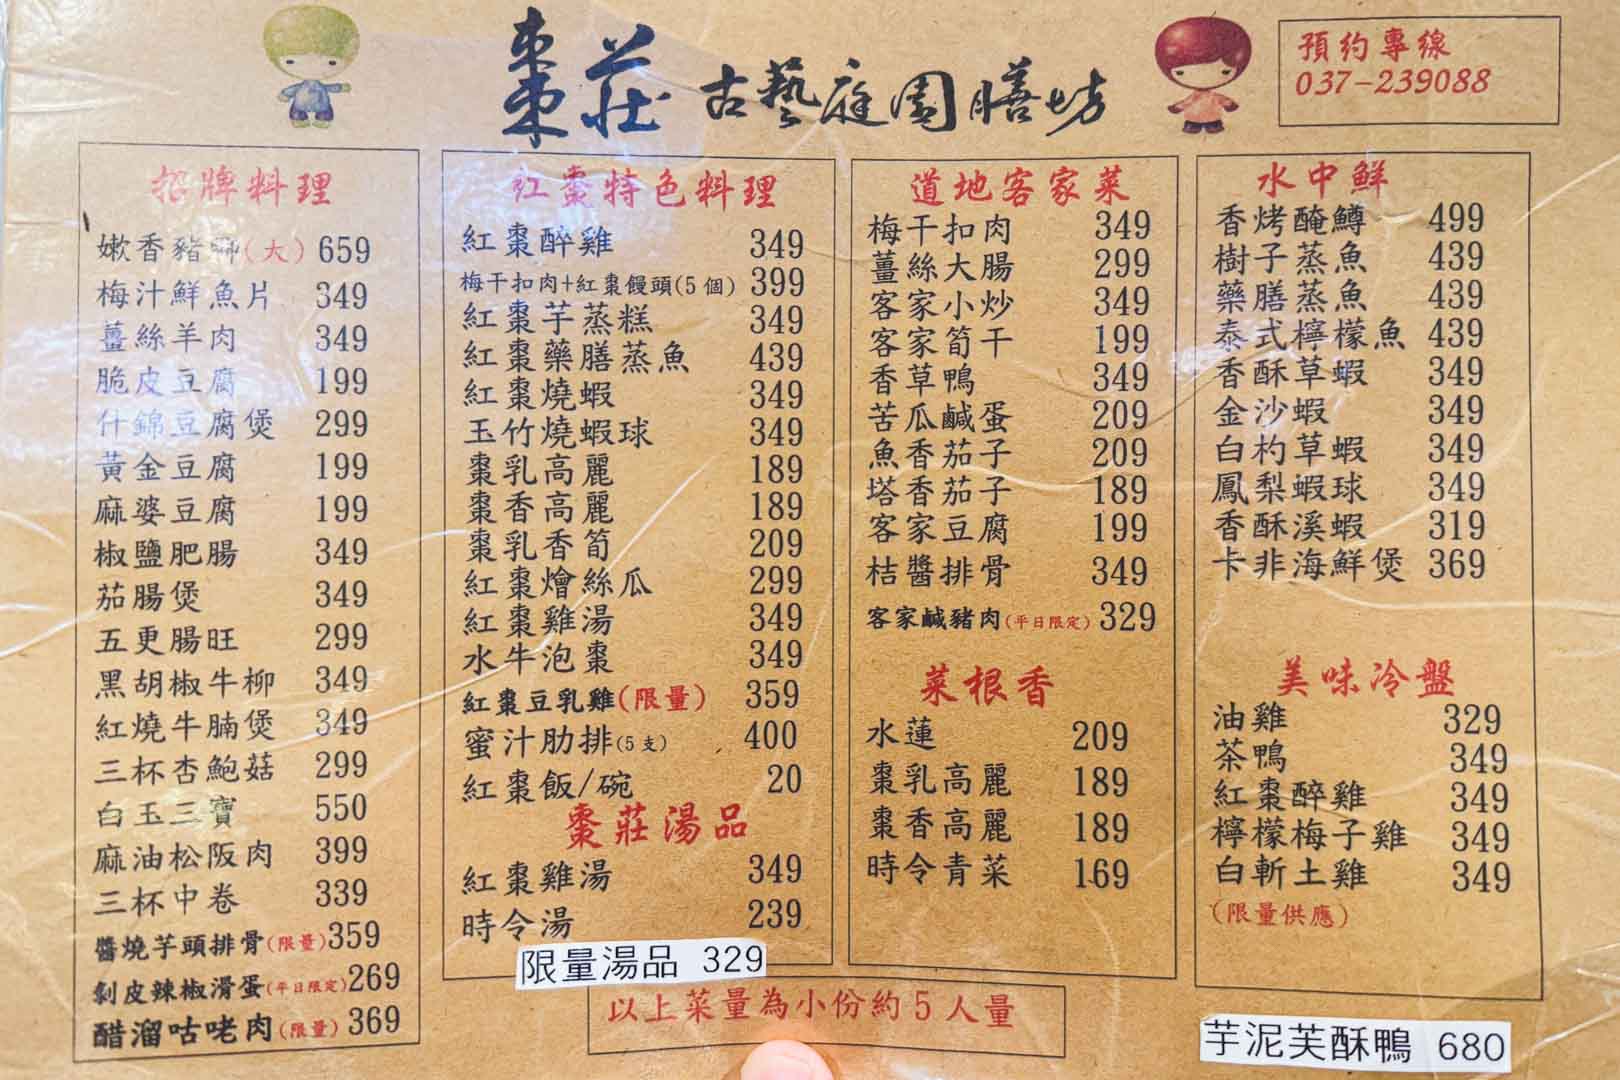 棗莊 古藝庭園膳坊
預約專線
037-239088
招牌料理
嫩香豬腳(大) 659
梅汁鮮魚片 349
薑絲羊肉 349
脆皮豆腐 199
什錦豆腐煲 299
黃金豆腐 199
麻婆豆腐 199
椒鹽肥腸 349
茄腸煲 349
五更腸旺 299
黑胡椒牛柳 349
紅燒牛腩煲 349
三杯杏鮑菇 299
白玉三寶 550
麻油松阪肉 399
三杯中卷 339
醬燒芋頭排骨(限量) 359
剝皮辣椒滑蛋(平日限定) 269
醋溜咕咾肉(限量) 369
紅棗特色料理
紅棗醉雞 349
梅干扣肉+紅棗饅頭(5個) 399
紅棗芋蒸糕 349
紅棗藥膳蒸魚 439
紅棗燒蝦 349
玉竹燒蝦球 349
棗乳高麗 189
棗香高麗 189
棗乳香筍 209
紅棗燴絲瓜 299
紅棗雞湯 349
水牛泡棗 349
紅棗豆乳雞(限量) 359
蜜汁肋排(5支) 400
紅棗飯/碗 20
棗莊湯品
紅棗雞湯 349
時令湯 239
限量湯品 329
道地客家菜
梅干扣肉 349
薑絲大腸 299
客家小炒 349
客家筍干 199
香草鴨 349
苦瓜鹹蛋 209
魚香茄子 209
塔香茄子 189
客家豆腐 199
桔醬排骨 349
客家鹹豬肉(平日限定) 329
菜根香
水蓮 209
棗乳高麗 189
棗香高麗 189
時令青菜 169
水中鮮
香烤醃鱒 499
樹子蒸魚 439
藥膳蒸魚 439
泰式檸檬魚 439
香酥草蝦 349
金沙蝦 349
白杓草蝦 349
鳳梨蝦球 349
香酥溪蝦 319
卡非海鮮煲 369
美味冷盤
油雞 329
茶鴨 349
紅棗醉雞 349
檸檬梅子雞 349
白斬土雞 349
(限量供應)
以上菜量為小份約5人量
芋泥芙酥鴨 680